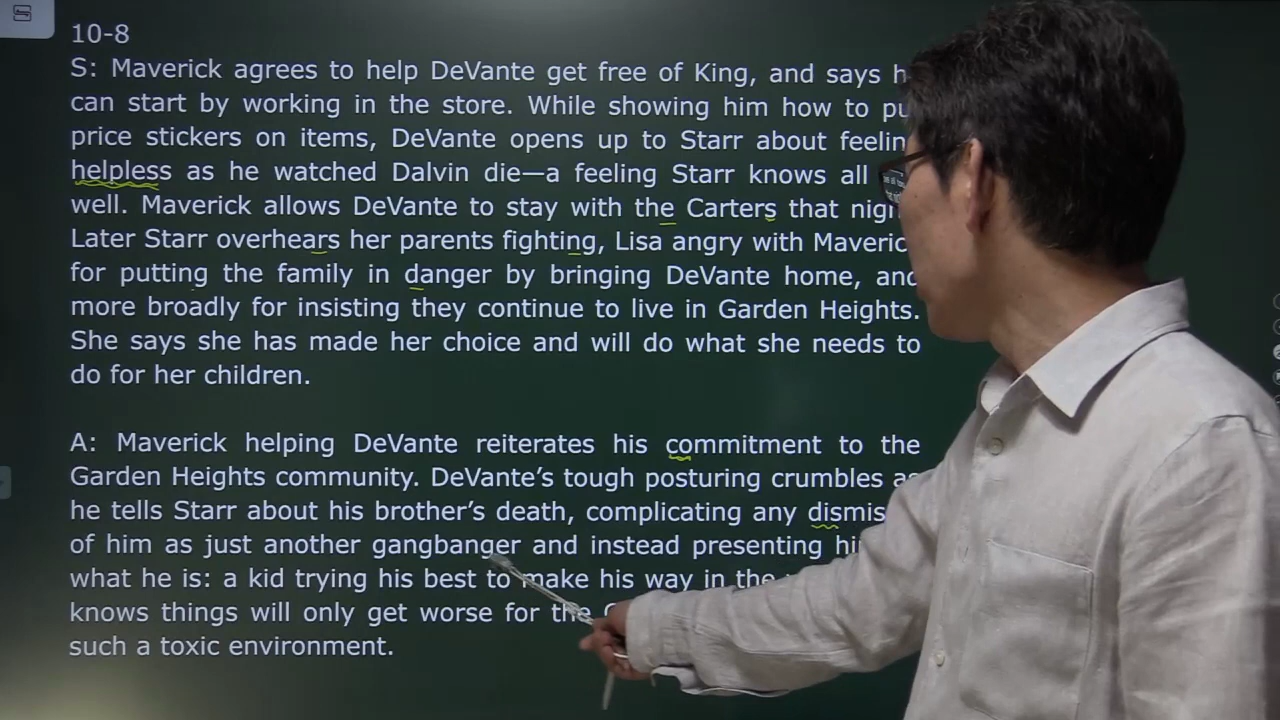 10-8
S: Maverick agrees to help DeVante get free of King, and says
can start by working in the store. While showing him how to
price stickers on items, DeVante opens up to Starr about
helpless as he watched Dalvin die—a feeling Starr knows all
well. Maverick allows DeVante to stay with the Carters that
Later Starr overhears her parents fighting, Lisa angry with
for putting the family in danger by bringing DeVante home, and
more broadly for insisting they continue to live in Garden Heights.
She says she has made her choice and will do what she needs to
do for her children.
A: Maverick helping DeVante reiterates his commitment to the
Garden Heights community. DeVante’s tough posturing crumbles as
he tells Starr about his brother’s death, complicating any
of him as just another gangbanger and instead presenting
what he is: a kid trying his best to make his way in the
knows things will only get worse for the
such a toxic environment.